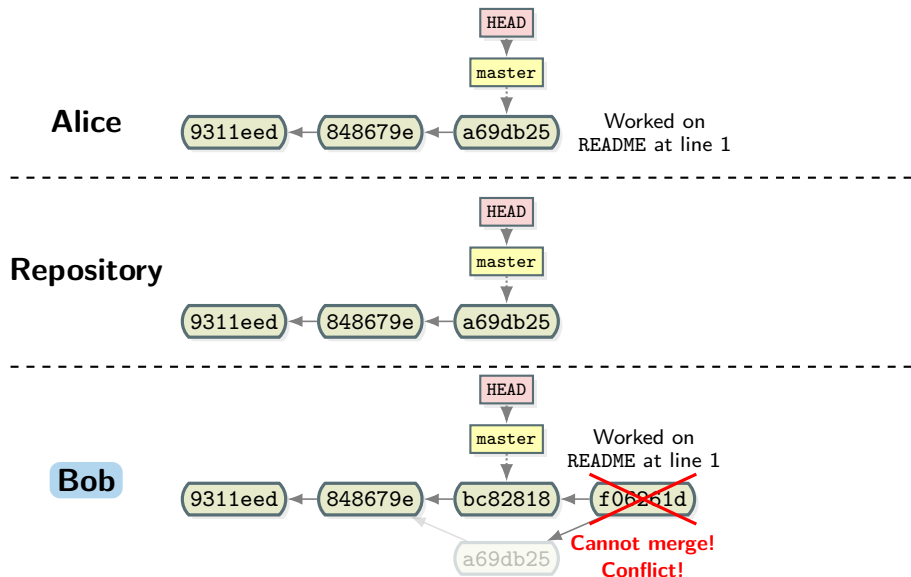 HEAD
master
Alice
9311eed
848679e
a69db25
Worked on
README at line 1
HEAD
master
Repository
9311eed
848679e
a69db25
HEAD
master
Worked on
README at line 1
Bob
9311eed
848679e
bc82818
f06261d
a69db25
Cannot merge!
Conflict!